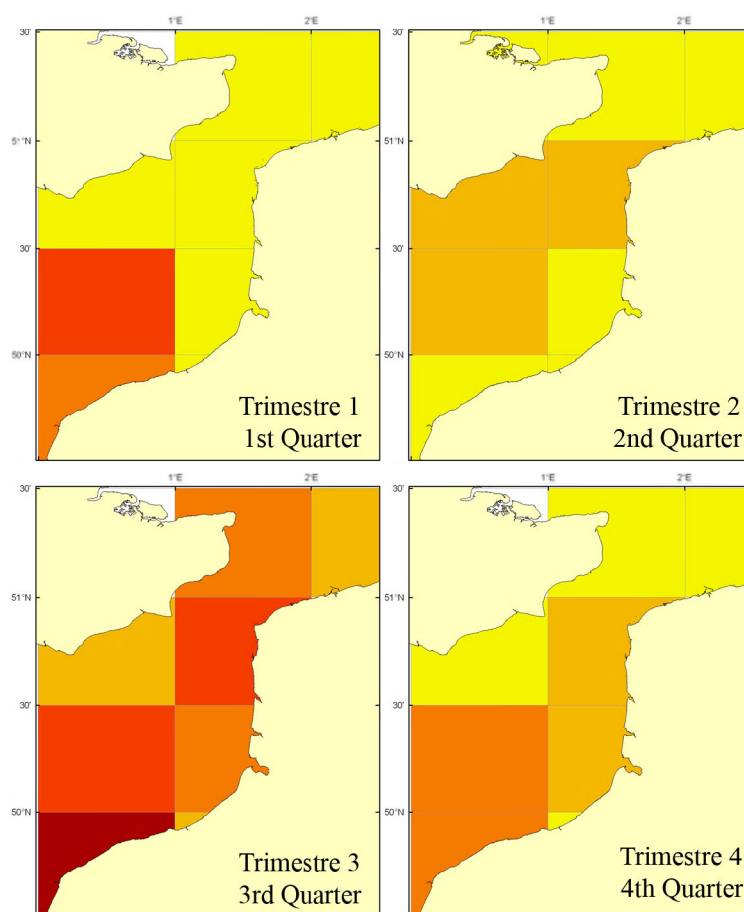 1°E 2°E 1°E 2°E
30' 30'
51°N 51°N
30' 30'
50°N 50°N
Trimestre 1 Trimestre 2
1st Quarter 2nd Quarter
1°E 2°E 1°E 2°E
30' 30'
51°N 51°N
30' 30'
50°N 50°N
Trimestre 3 Trimestre 4
3rd Quarter 4th Quarter